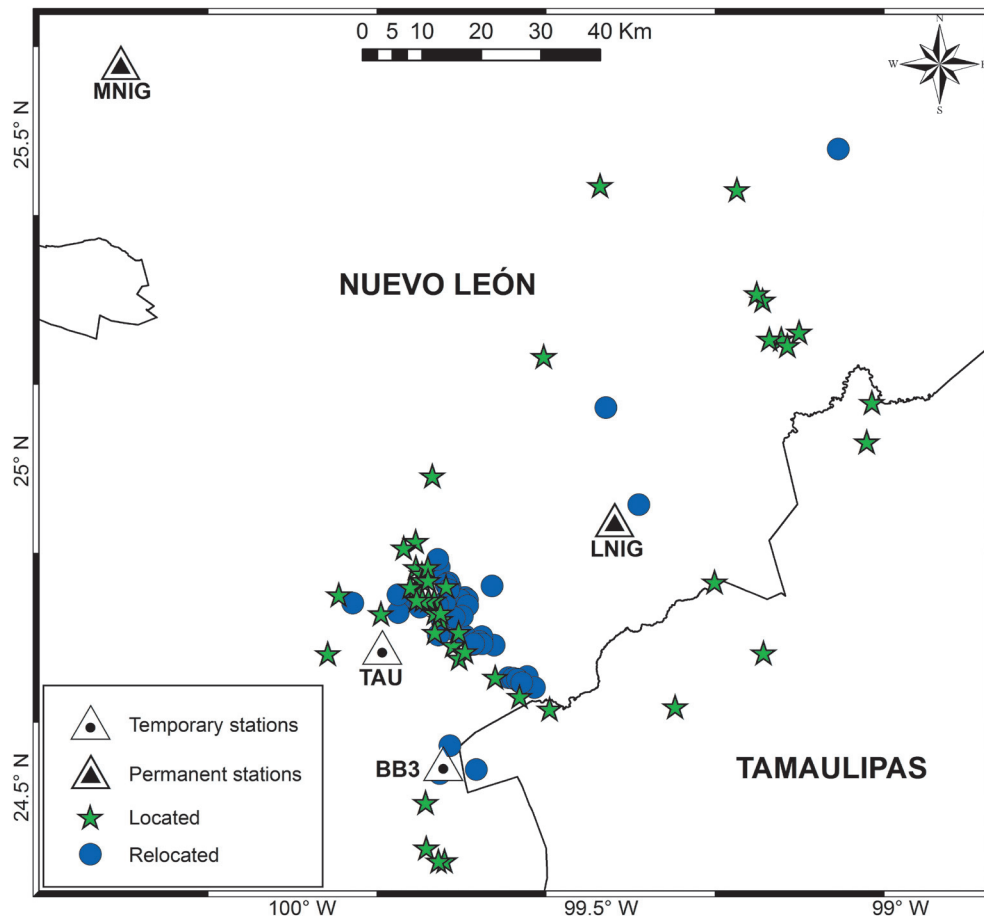 0 5 10 20 30 40 Km
N
W E
S
MNIG
25.5° N
NUEVO LEÓN
25° N
LNIG
TAU
Temporary stations
Permanent stations
Located
Relocated
BB3
TAMAULIPAS
24.5° N
100° W 99.5° W 99° W